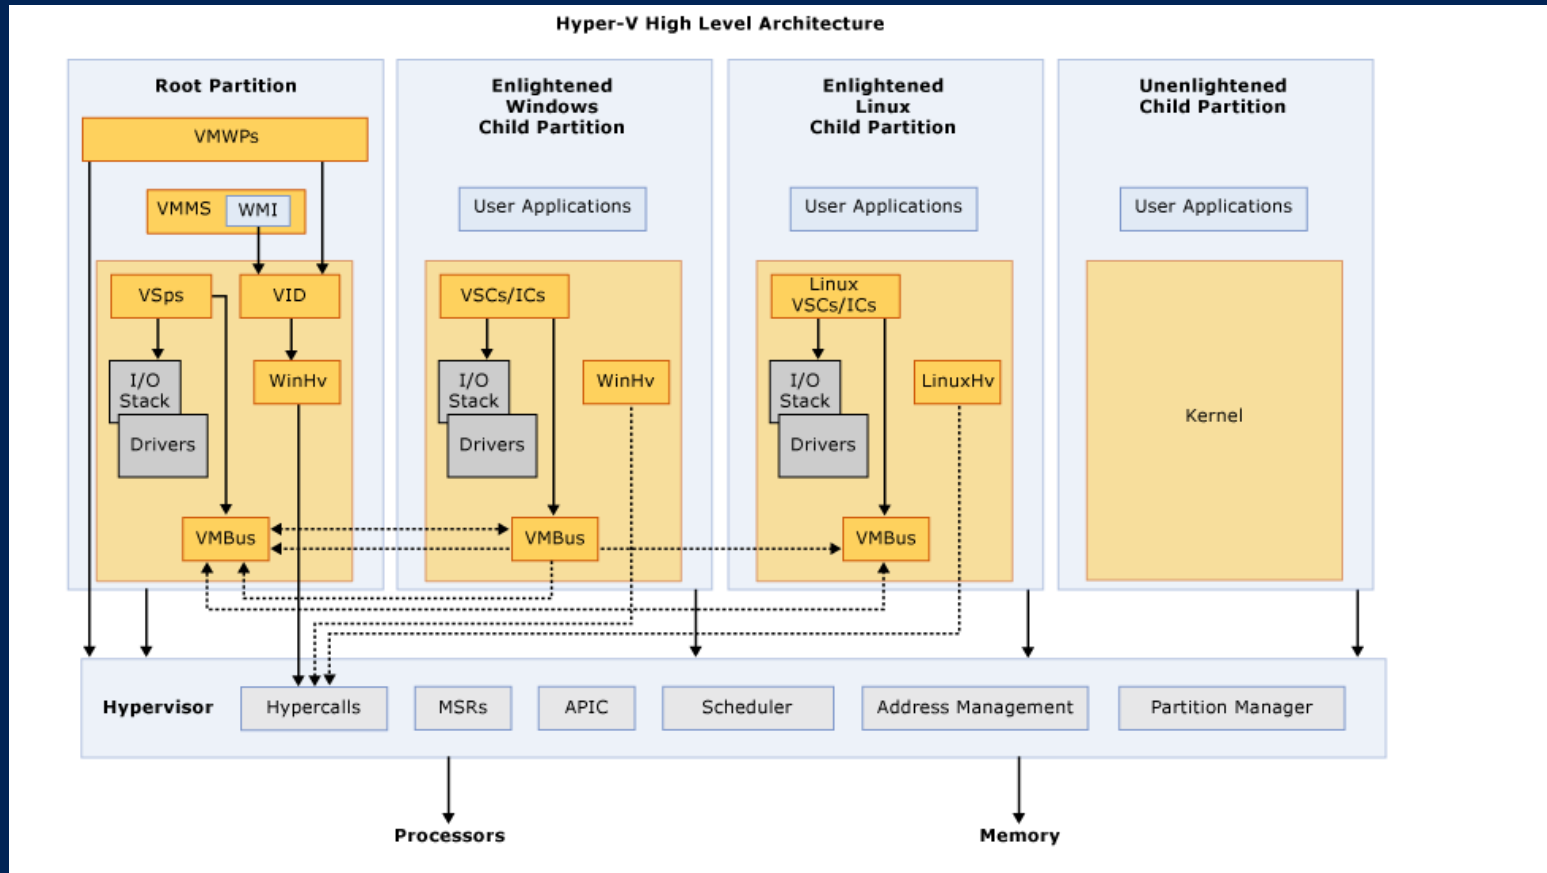 Hyper-V High Level Architecture
Root Partition
VMWPs
VMMS
WMI
VSps
VID
I/O
Stack
Drivers
WinHv
VMBus
Enlightened
Windows
Child Partition
User Applications
VSCs/ICs
I/O
Stack
Drivers
WinHv
VMBus
Enlightened
Linux
Child Partition
User Applications
Linux
VSCs/ICs
I/O
Stack
Drivers
LinuxHv
VMBus
Unenlightened
Child Partition
User Applications
Kernel
Hypervisor
Hypercalls
MSRs
APIC
Scheduler
Address Management
Partition Manager
Processors
Memory